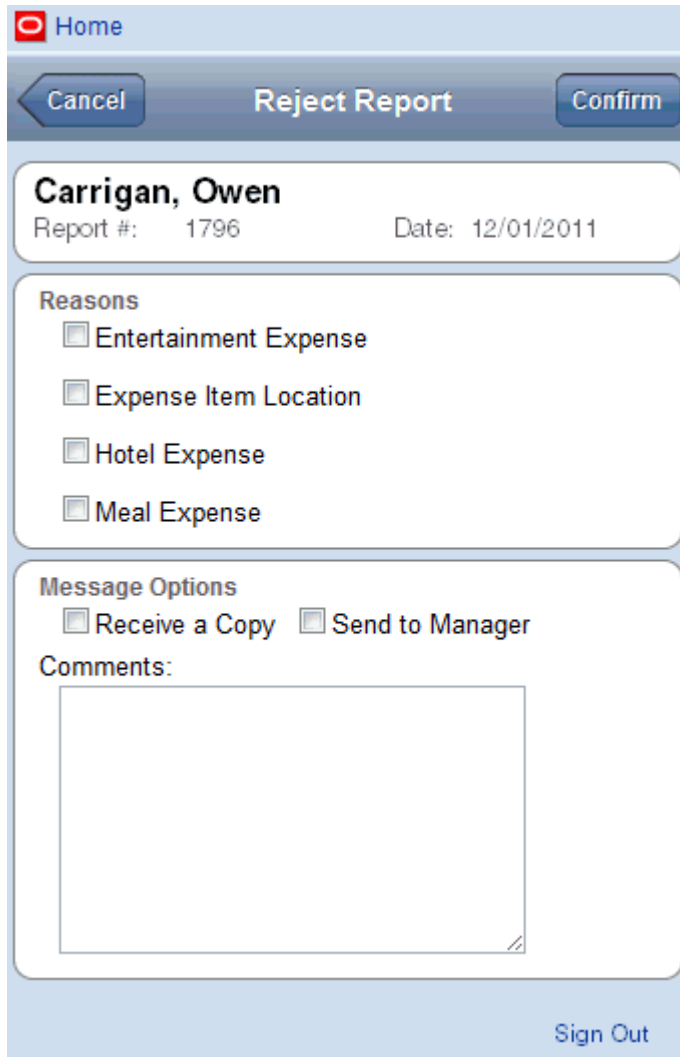 Home
Cancel Reject Report Confirm
Carrigan, Owen
Report #: 1796 Date: 12/01/2011
Reasons
Entertainment Expense
Expense Item Location
Hotel Expense
Meal Expense
Message Options
Receive a Copy Send to Manager
Comments:
Sign Out